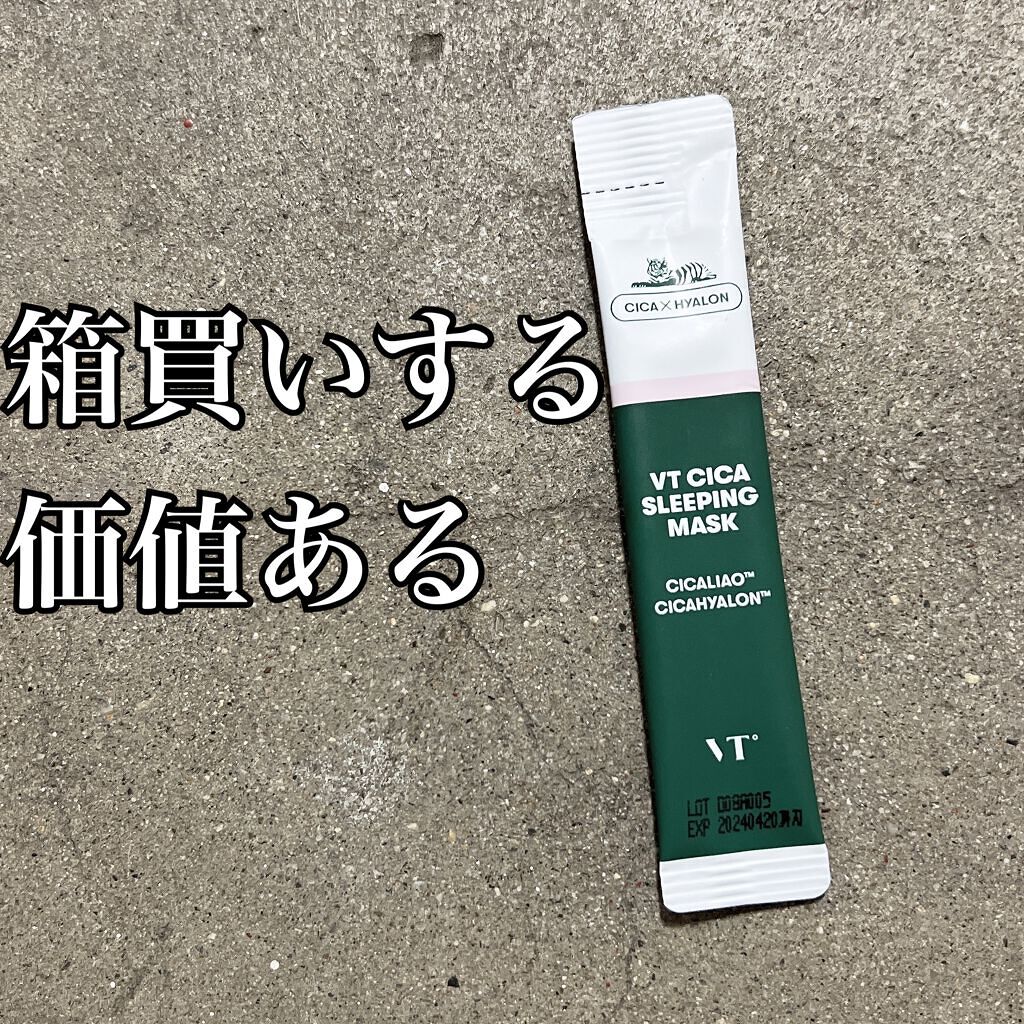 箱買いする
価値ある
CICA×HYALON
VT CICA
SLEEPING
MASK
CICALIAO™
CICAHYALON™
VT
LOT D08A005
EXP 20240420까지